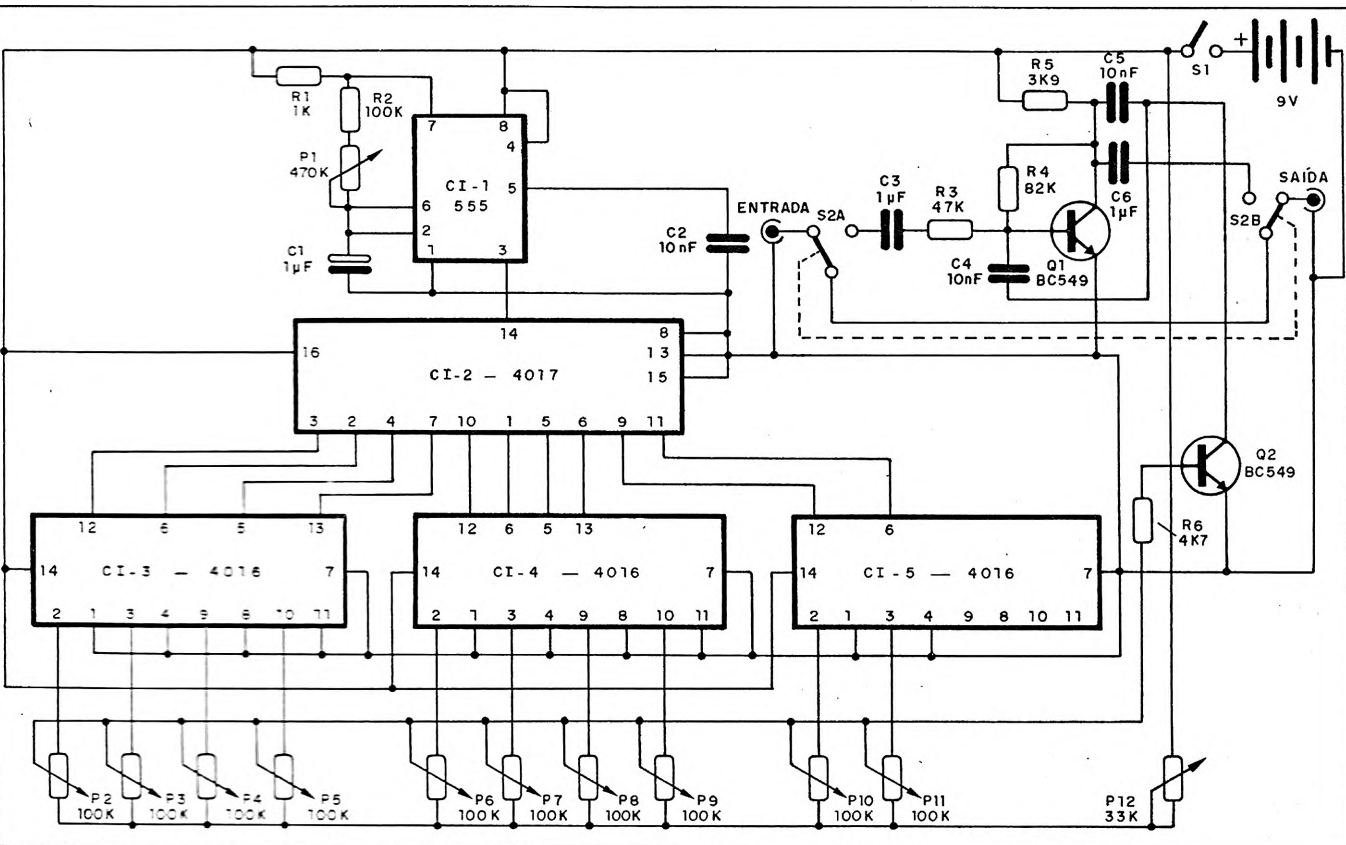 R1
1K
R2
100K
P1
470K
C1
1µF
7
8
4
CI-1
555
5
6
2
1
3
C2
10nF
ENTRADA
S2A
C3
1µF
R3
47K
R4
82K
C4
10nF
Q1
BC549
R5
3K9
C5
10nF
C6
1µF
S1
+
9V
SAÍDA
S2B
16
14
8
13
15
CI-2 — 4017
3 2 4 7 10 1 5 6 9 11
12 6 5 13
14 CI-3 — 4016 7
2 1 3 4 9 8 10 11
12 6 5 13
14 CI-4 — 4016 7
2 1 3 4 9 8 10 11
12 6
14 CI-5 — 4016 7
2 1 3 4 9 8 10 11
Q2
BC549
R6
4K7
P2
100K
P3
100K
P4
100K
P5
100K
P6
100K
P7
100K
P8
100K
P9
100K
P10
100K
P11
100K
P12
33K